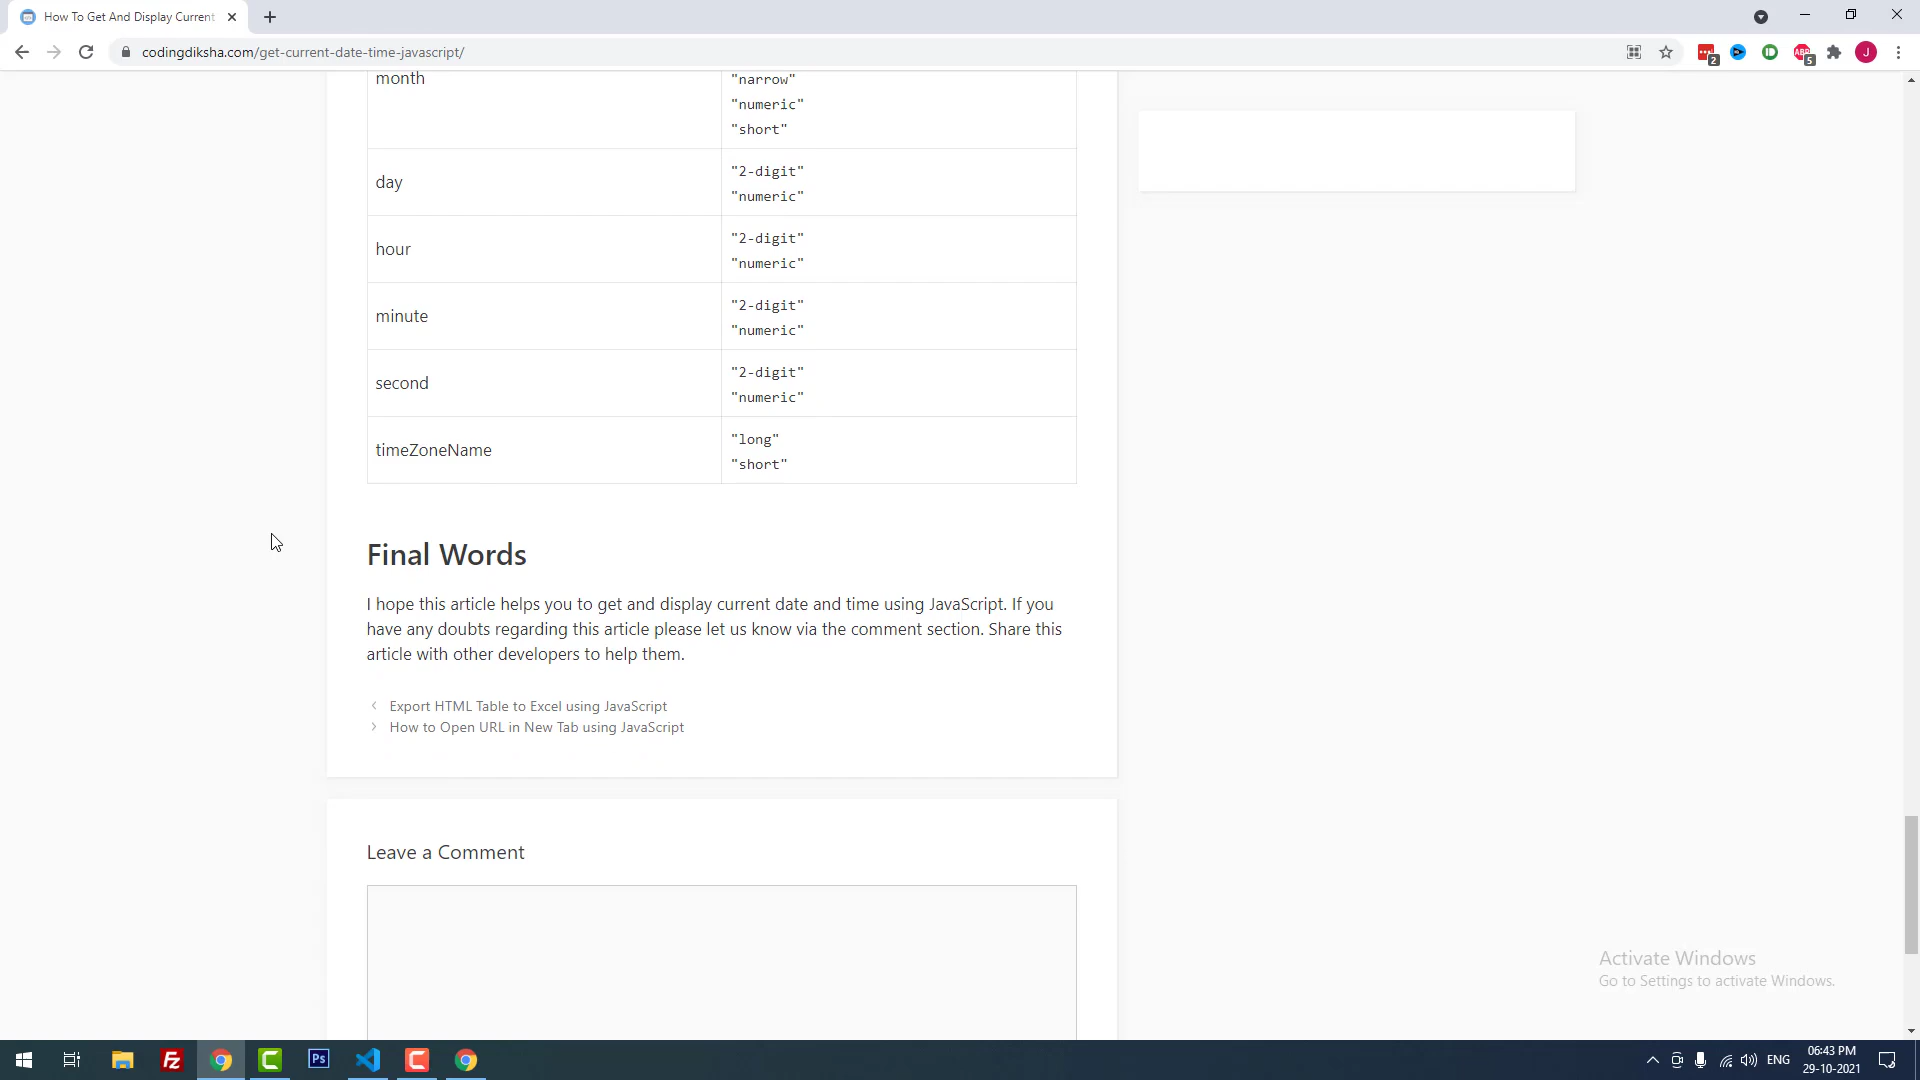 How To Get And Display Current
codingdiksha.com/get-current-date-time-javascript/
2
ABP
5
J
month
"narrow"
"numeric"
"short"
day
"2-digit"
"numeric"
hour
"2-digit"
"numeric"
minute
"2-digit"
"numeric"
second
"2-digit"
"numeric"
timeZoneName
"long"
"short"
Final Words
I hope this article helps you to get and display current date and time using JavaScript. If you
have any doubts regarding this article please let us know via the comment section. Share this
article with other developers to help them.
Export HTML Table to Excel using JavaScript
How to Open URL in New Tab using JavaScript
Leave a Comment
Activate Windows
Go to Settings to activate Windows.
Fz
C
Ps
C
ENG
06:43 PM
29-10-2021